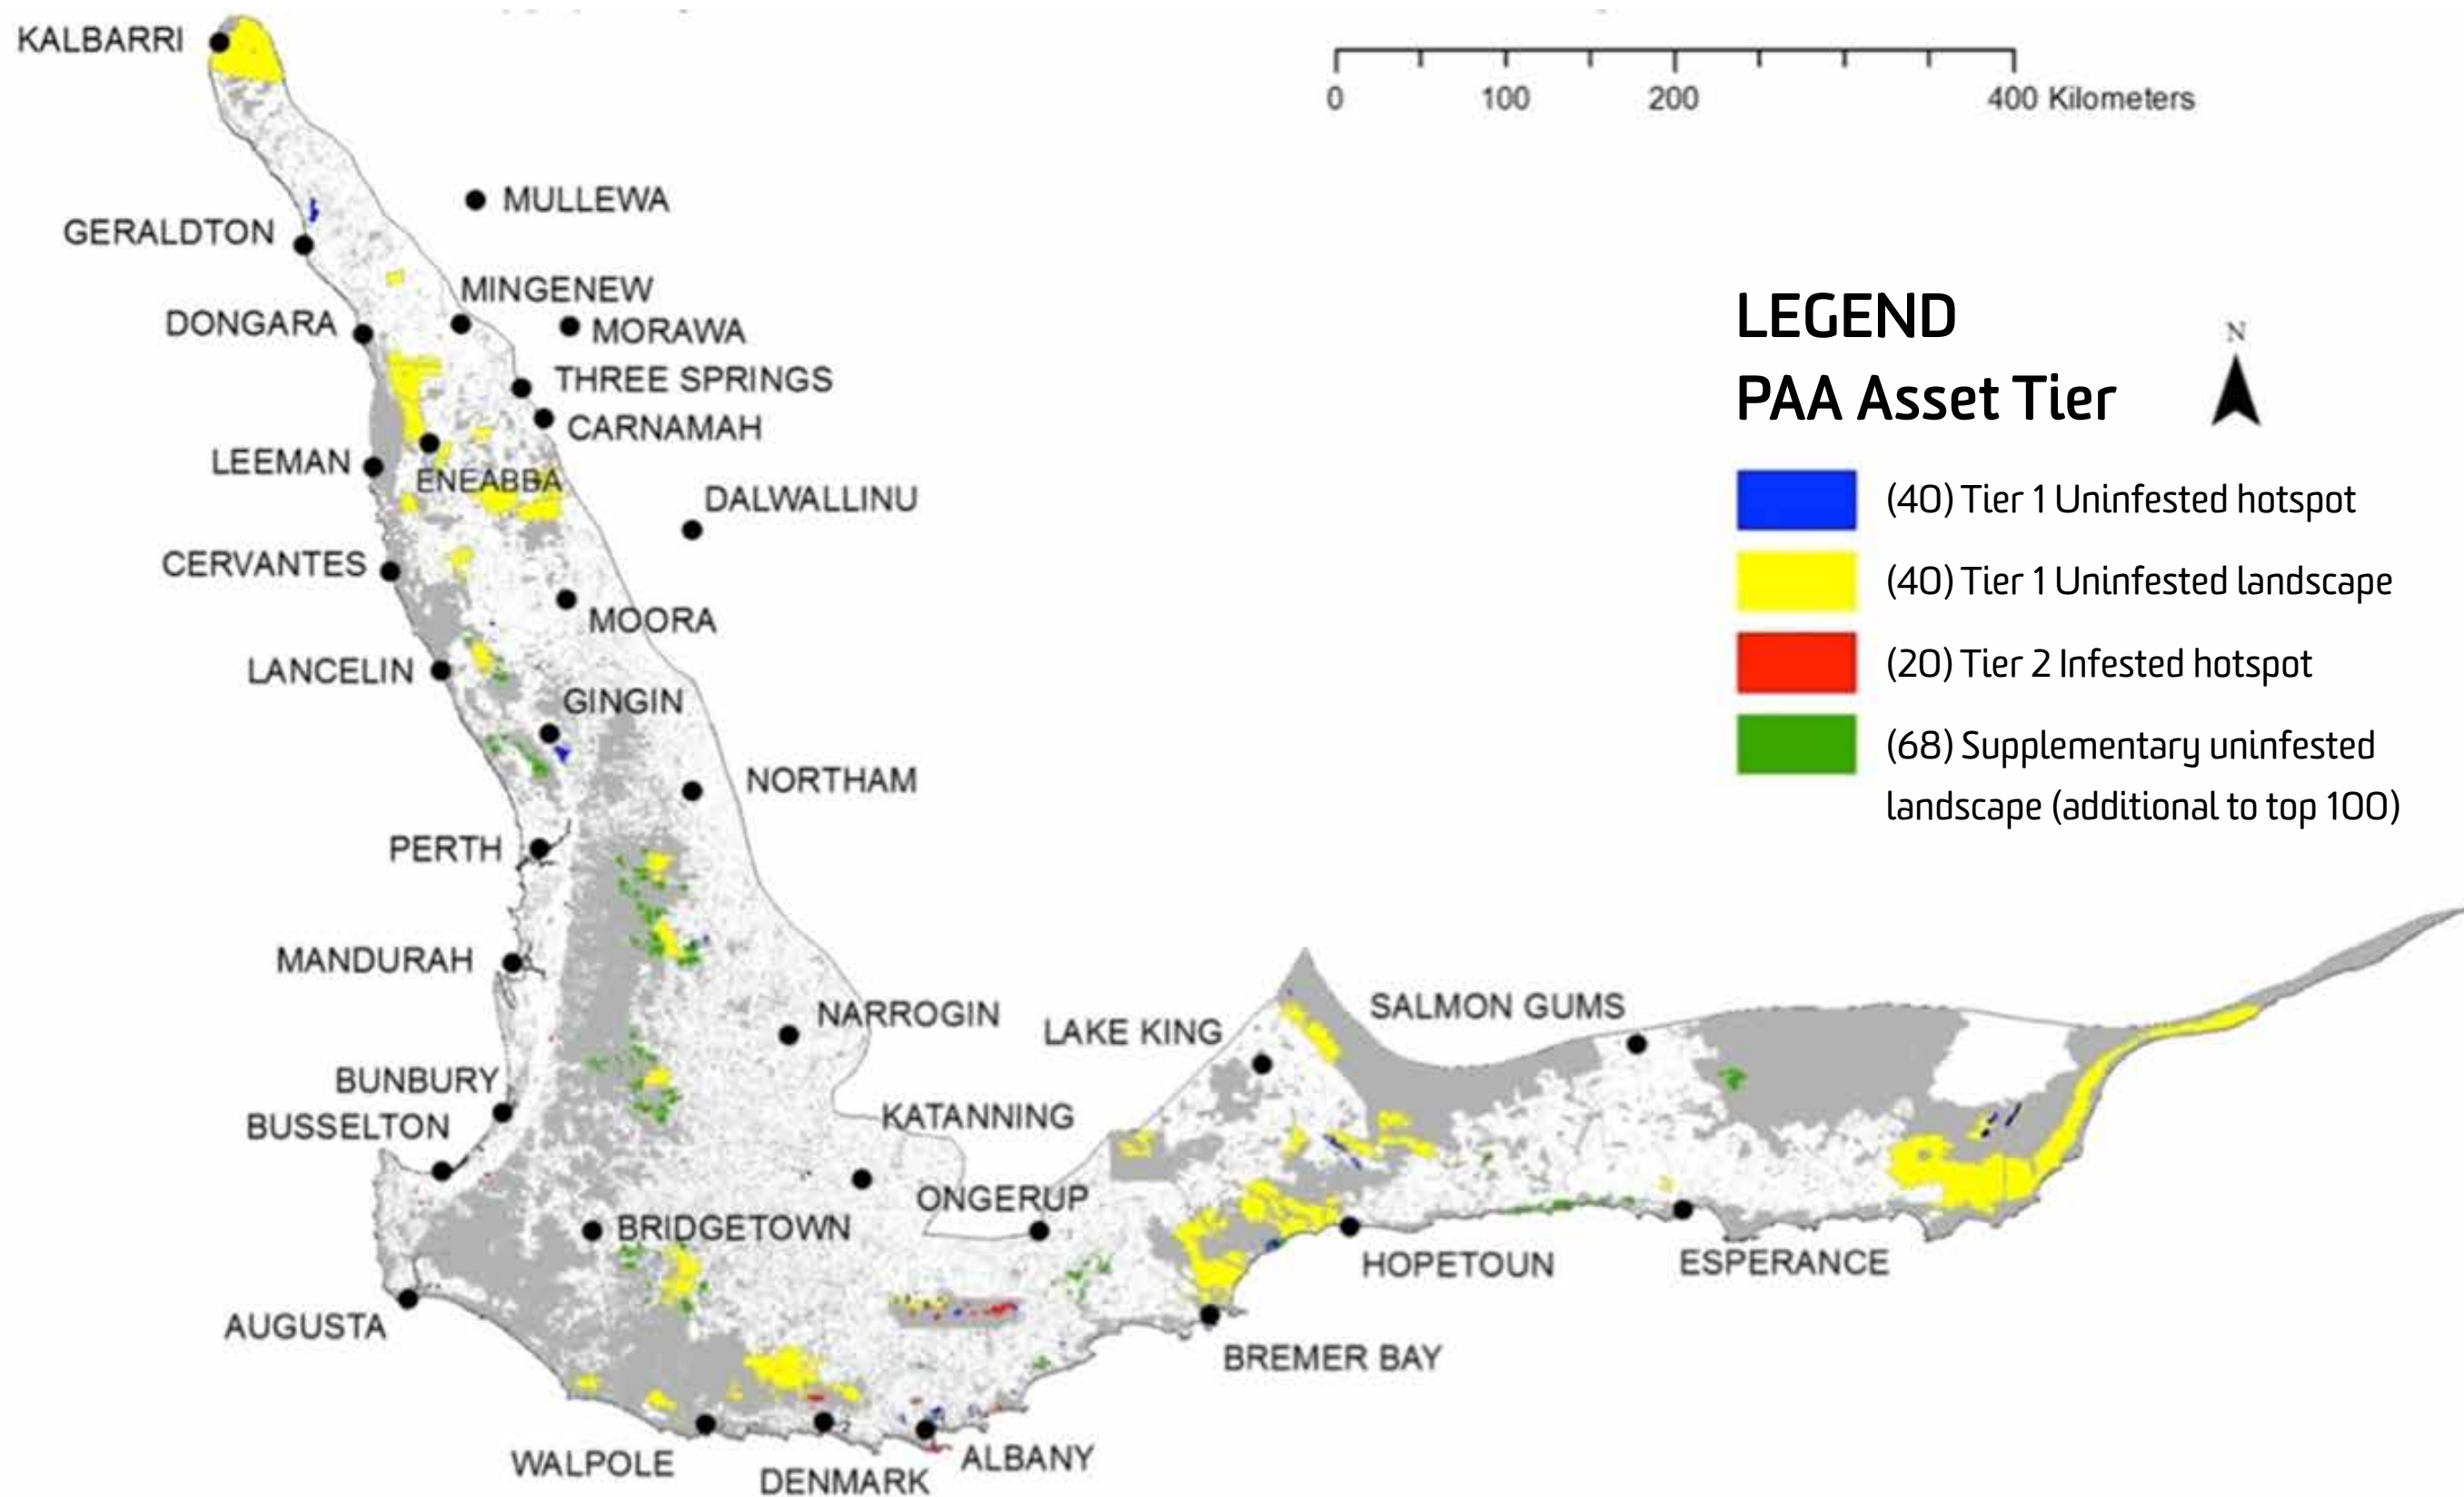 KALBARRI
0 100 200 400 Kilometers
MULLEWA
GERALDTON
MINGENEW
DONGARA
MORAWA
THREE SPRINGS
CARNAMAH
LEEMAN
ENEABBA
DALWALLINU
CERVANTES
MOORA
LANCELIN
GINGIN
NORTHAM
PERTH
MANDURAH
NARROGIN
LAKE KING
SALMON GUMS
BUNBURY
BUSSELTON
KATANNING
ONGERUP
BRIDGETOWN
HOPETOUN
ESPERANCE
AUGUSTA
BREMER BAY
WALPOLE
DENMARK
ALBANY
LEGEND
N
PAA Asset Tier
(40) Tier 1 Uninfested hotspot
(40) Tier 1 Uninfested landscape
(20) Tier 2 Infested hotspot
(68) Supplementary uninfested
landscape (additional to top 100)